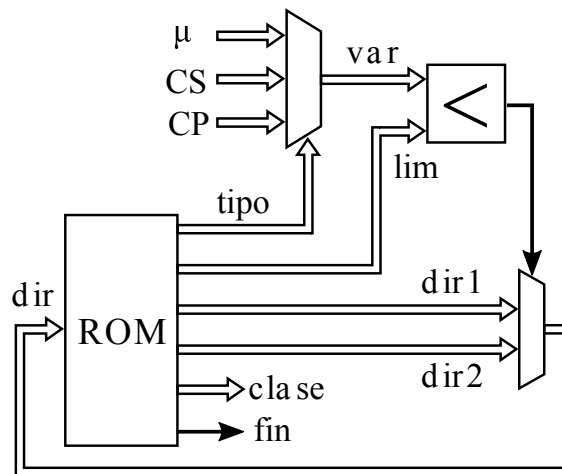 μ
var
CS
CP
<
lim
tipo
dir
dir1
ROM
dir2
clase
fin